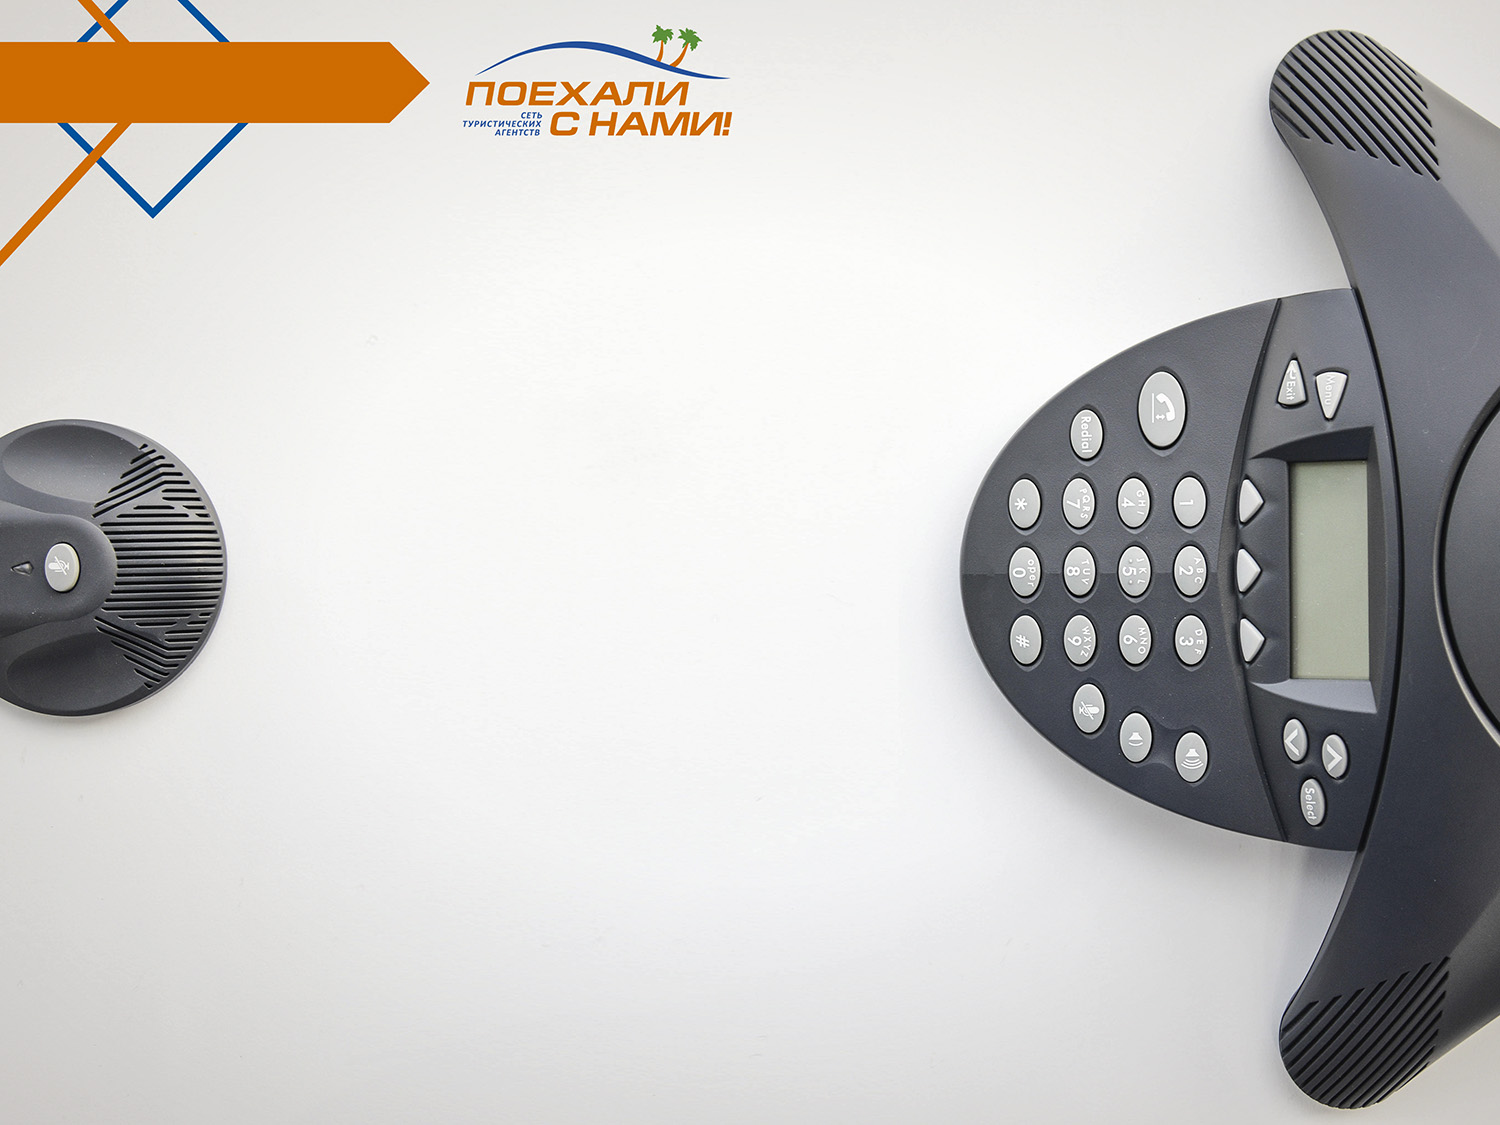 ПОЕХАЛИ
С НАМИ!
СЕТЬ
ТУРИСТИЧЕСКИХ
АГЕНТСТВ
Exit
Menu
Redial
*
7 PQRS
4 GHI
1
0 oper
8 TUV
5 JKL
2 ABC
#
9 WXYZ
6 MNO
3 DEF
Select